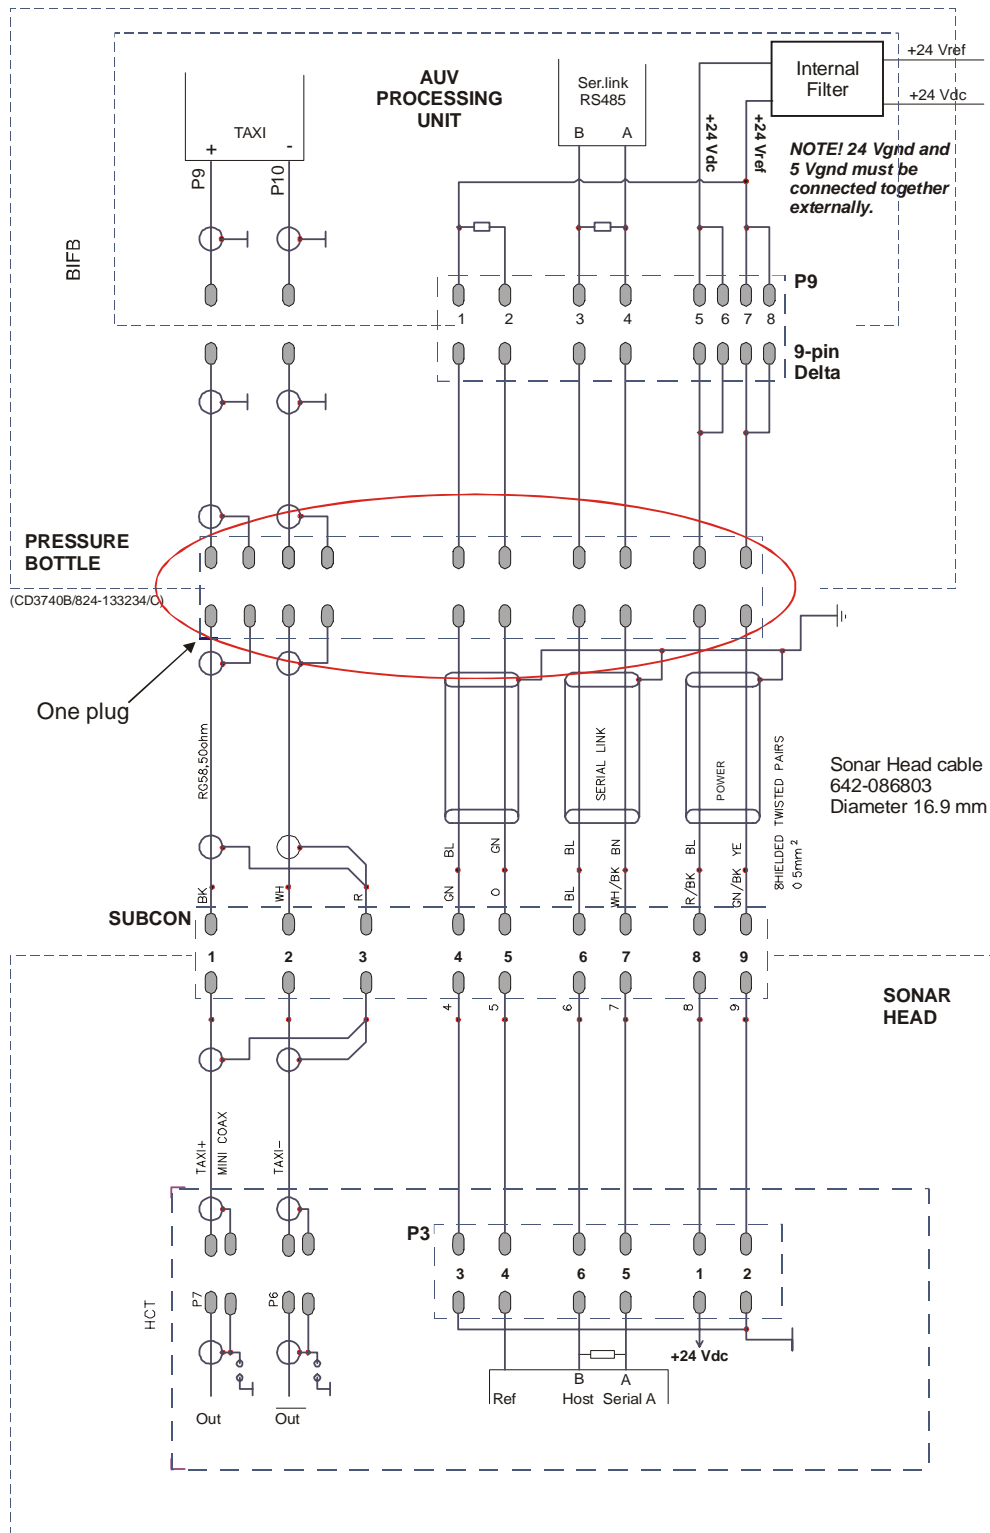 +24 Vref
+24 Vdc
Internal
Filter
AUV
PROCESSING
UNIT
Ser.link
RS485
B A
TAXI
+ -
P9
P10
+24 Vdc
+24 Vref
NOTE! 24 Vgnd and
5 Vgnd must be
connected together
externally.
BIFB
P9
1 2 3 4 5 6 7 8
9-pin
Delta
PRESSURE
BOTTLE
(CD3740B/824-133234/C)
One plug
RG58,50ohm
SERIAL LINK
POWER
SHIELDED TWISTED PAIRS
0.5mm²
Sonar Head cable
642-086803
Diameter 16.9 mm
BL GN BL BN BL YE
BK WH R GN O BL WH/BK R/BK GN/BK
SUBCON
1 2 3 4 5 6 7 8 9
4 5 6 7 8 9
SONAR
HEAD
TAXI+
MINI COAX
TAXI-
HCT
P3
3 4 6 5 1 2
P7
P6
+24 Vdc
B A
Ref Host Serial A
Out Out